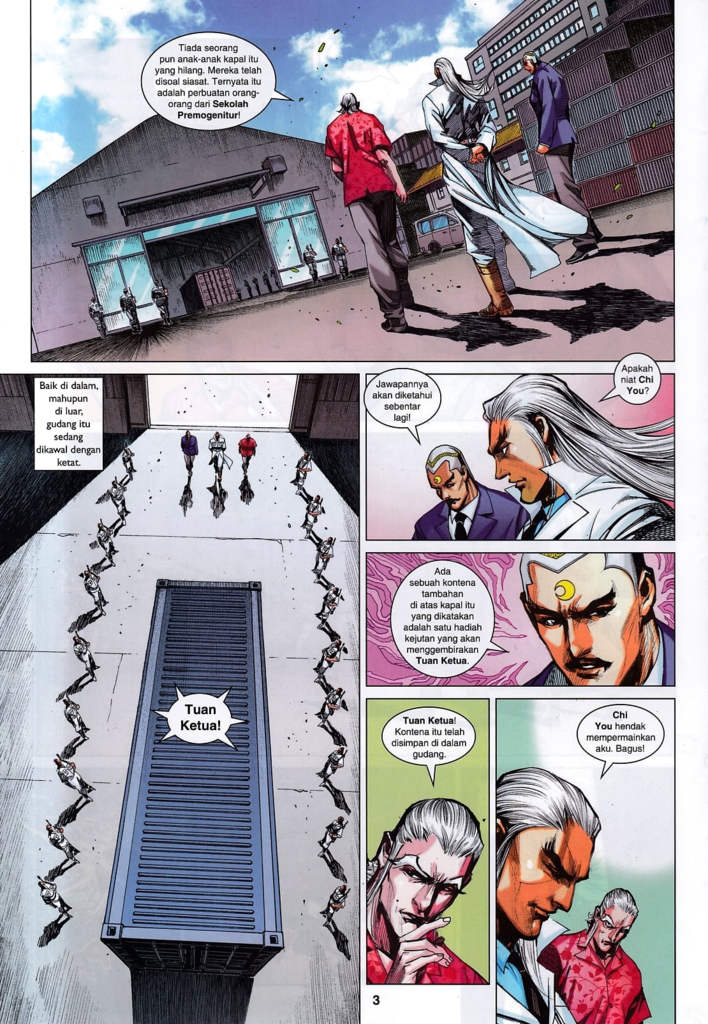 Tiada seorang
pun anak-anak kapal itu
yang hilang. Mereka telah
disoal siasat. Ternyata itu
adalah perbuatan orang-
orang dari Sekolah
Premogenitur!
Baik di dalam,
mahupun
di luar,
gudang itu
sedang
dikawal dengan
ketat.
Tuan
Ketua!
Apakah
niat Chi
You?
Jawapannya
akan diketahui
sebentar
lagi!
Ada
sebuah kontena
tambahan
di atas kapal itu
yang dikatakan
adalah satu hadiah
kejutan yang akan
menggembirakan
Tuan Ketua.
Tuan Ketua!
Kontena itu telah
disimpan di dalam
gudang.
Chi
You hendak
mempermainkan
aku. Bagus!
3